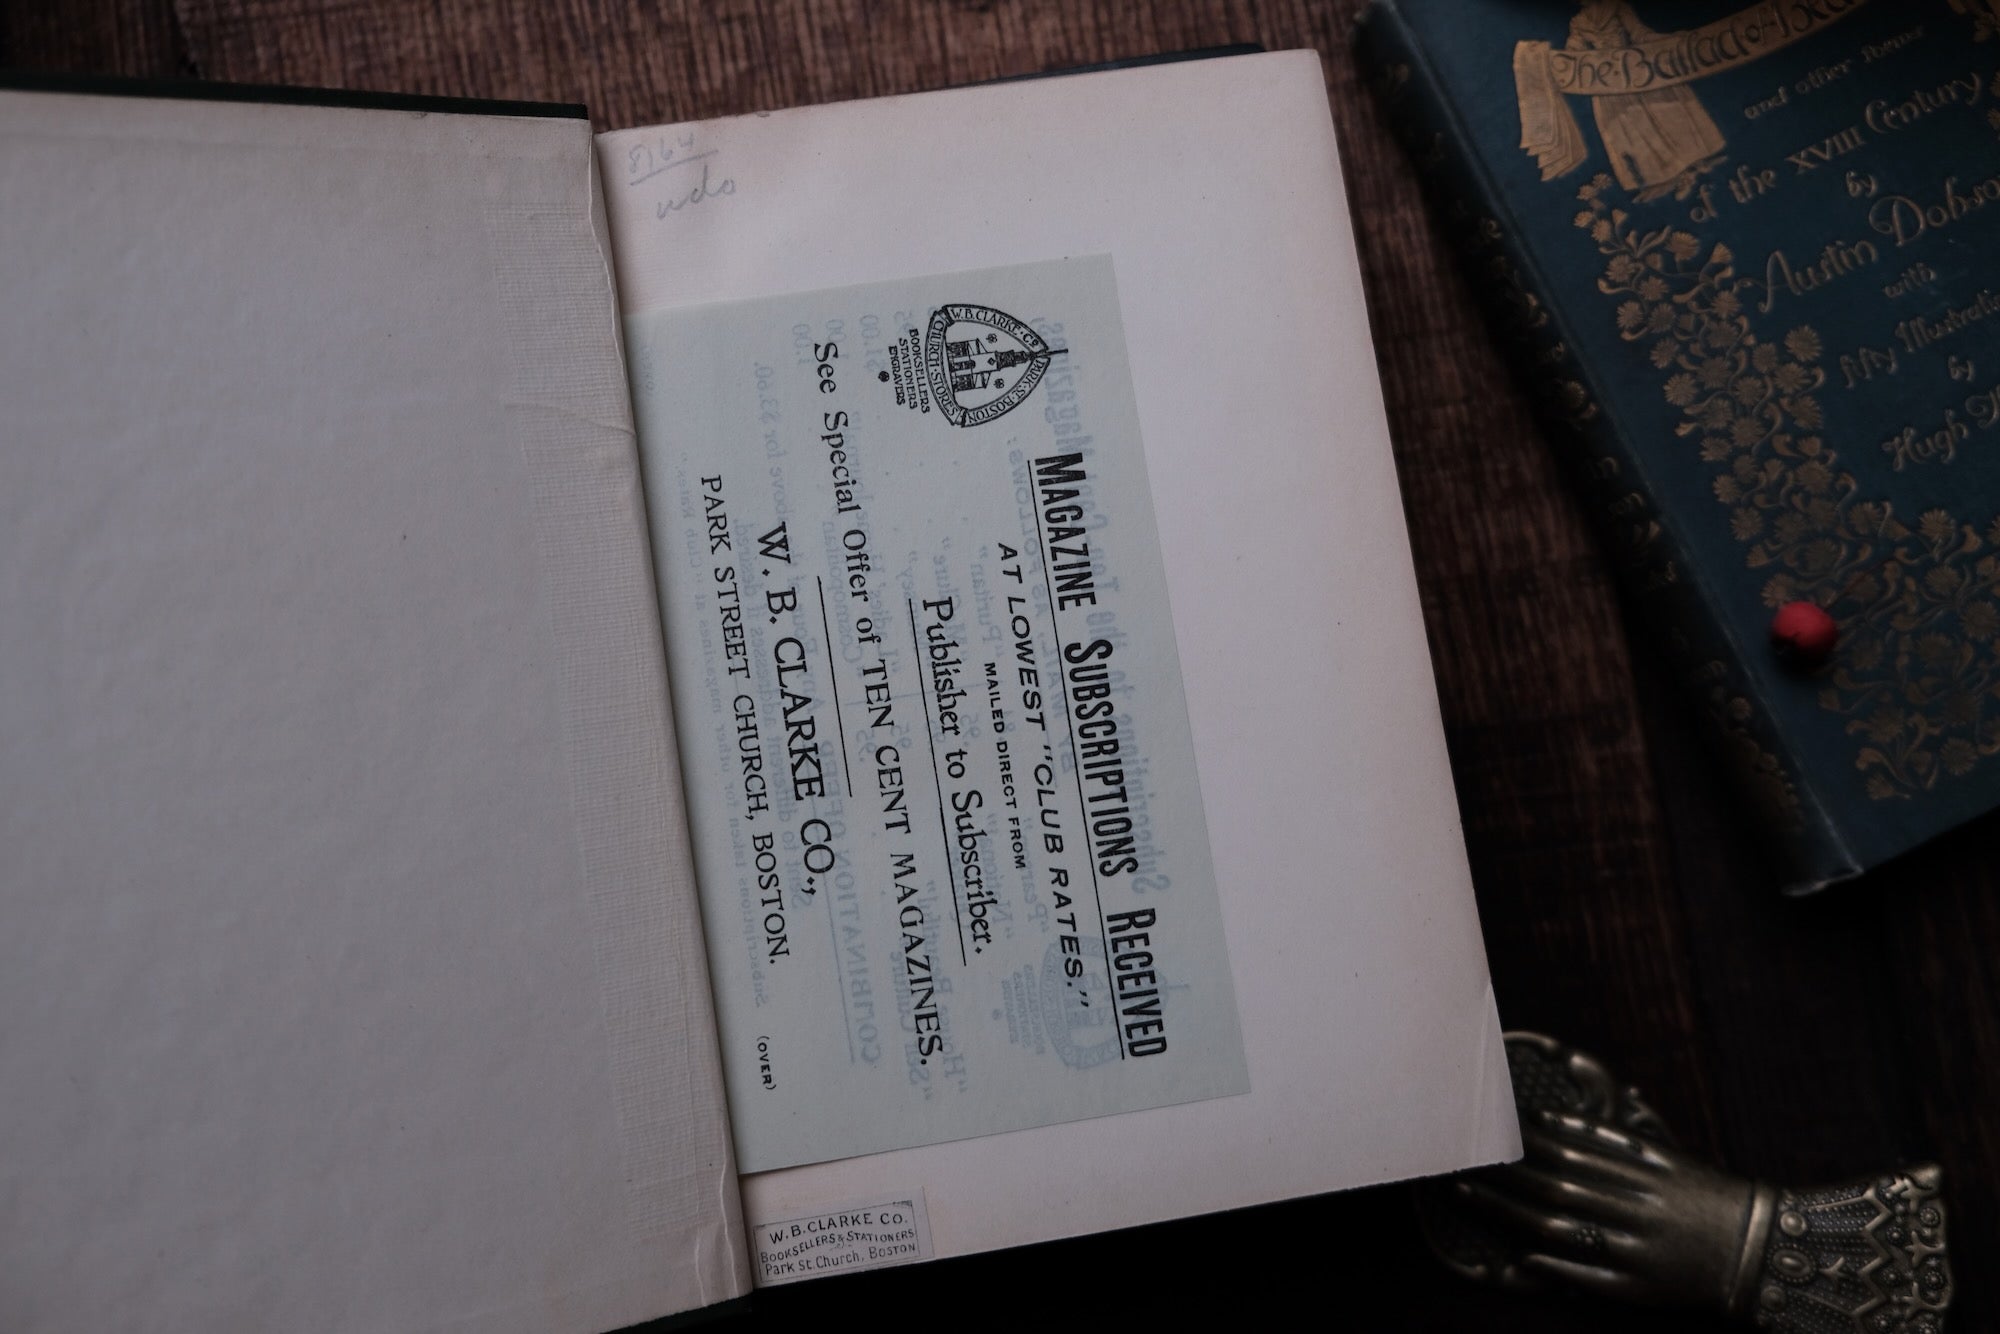 8/64
MAGAZINE SUBSCRIPTIONS RECEIVED
AT LOWEST "CLUB RATES."
MAILED DIRECT FROM
Publisher to Subscriber.
See Special Offer of TEN CENT MAGAZINES.
W. B. CLARKE CO.,
PARK STREET CHURCH, BOSTON.
(OVER)
W. B. CLARKE · Co
PARK · ST. BOSTON
CHURCH · STORES
BOOKSELLERS
STATIONERS
ENGRAVERS
W. B. CLARKE CO.
BOOKSELLERS & STATIONERS
Park St. Church, BOSTON
The Ballad of
and other Poems
of the XVIII Century
by
Austin Dobson
with
fifty Illustrations
by
Hugh